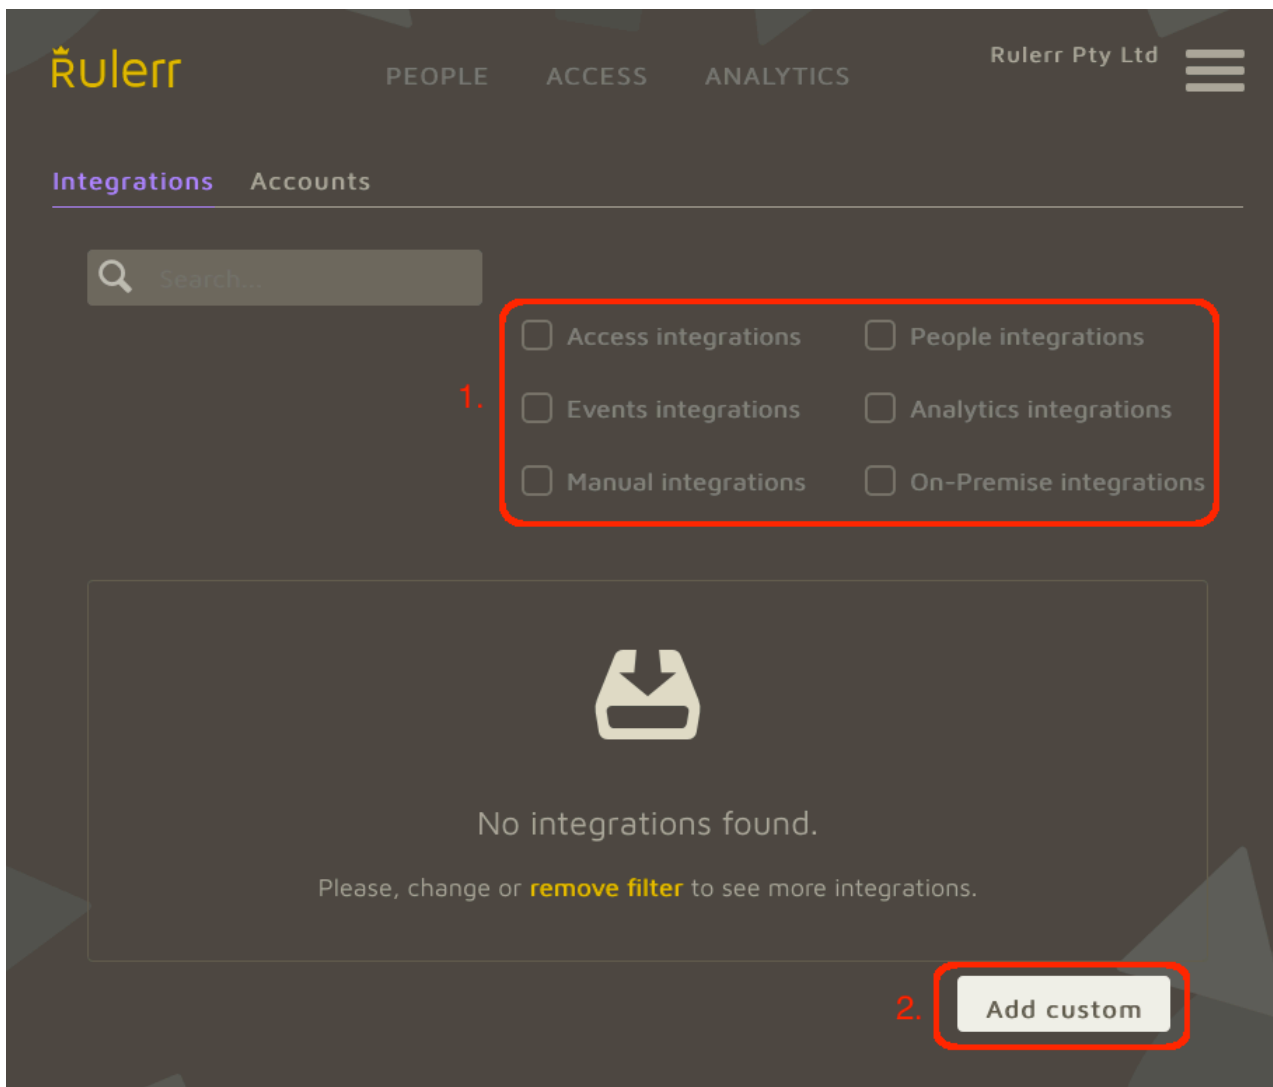 Rulerr
PEOPLE ACCESS ANALYTICS
Rulerr Pty Ltd
Integrations Accounts
Search...
1.
Access integrations People integrations
Events integrations Analytics integrations
Manual integrations On-Premise integrations
No integrations found.
Please, change or remove filter to see more integrations.
2. Add custom